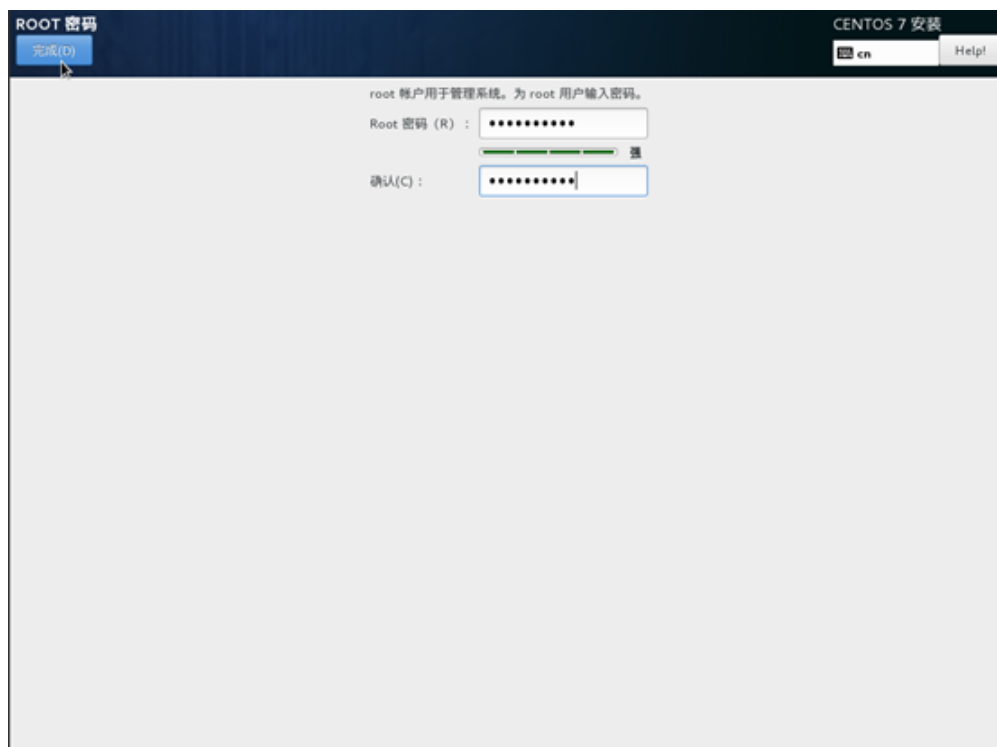 ROOT 密码
CENTOS 7 安装
完成(D)
cn
Help!
root 帐户用于管理系统。为 root 用户输入密码。
Root 密码（R）：
••••••••••
强
确认(C)：
••••••••••